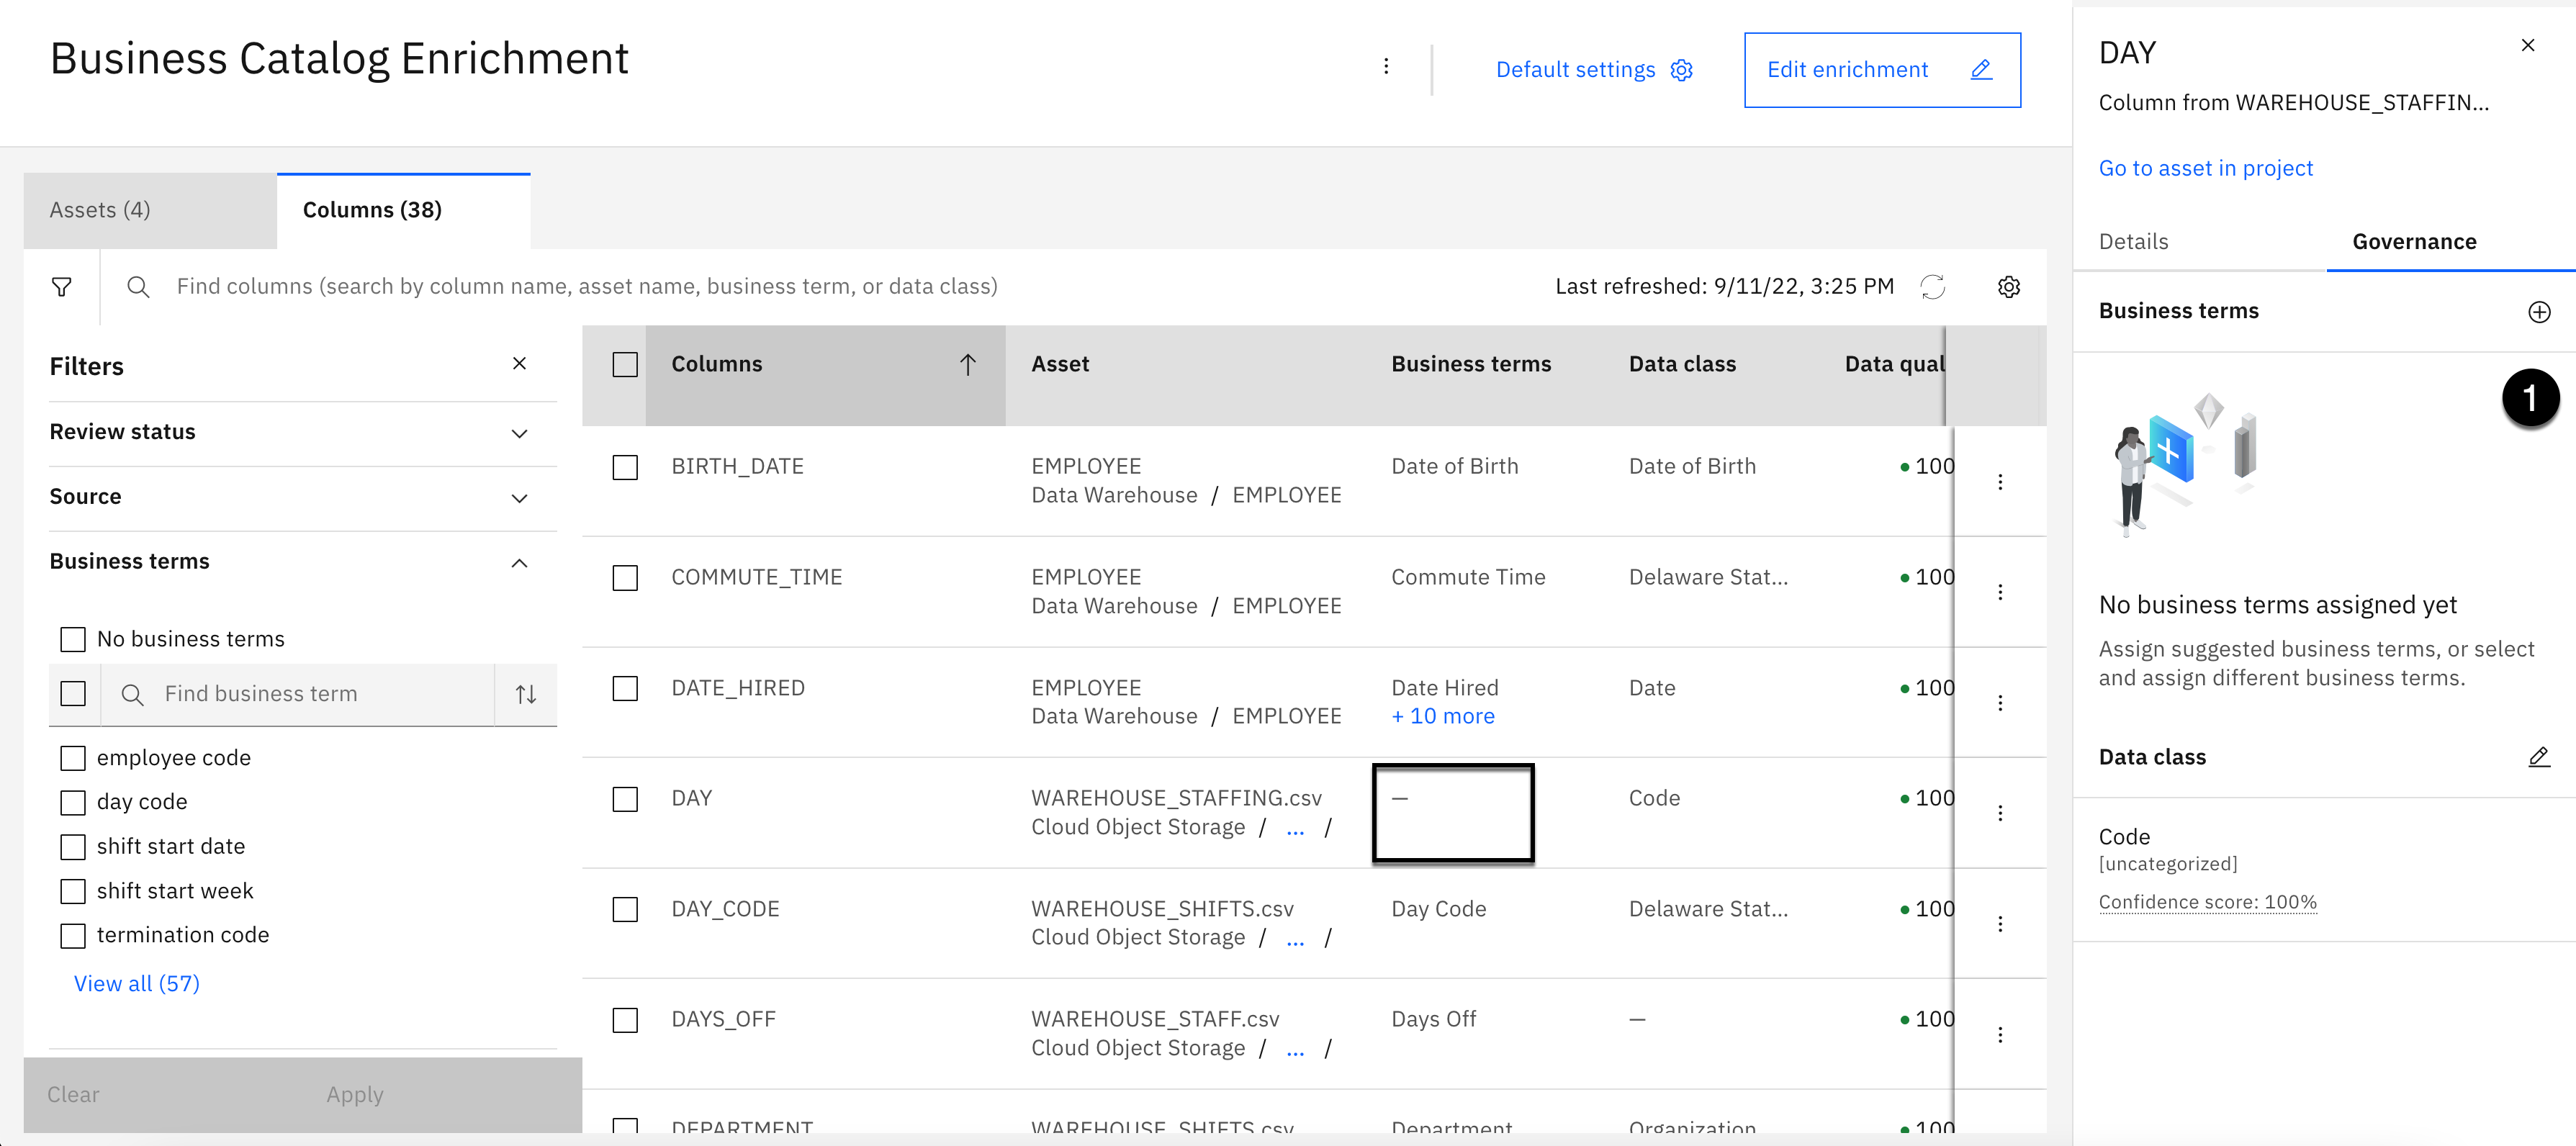 Business Catalog Enrichment
Default settings
Edit enrichment
Assets (4)
Columns (38)
Find columns (search by column name, asset name, business term, or data class)
Last refreshed: 9/11/22, 3:25 PM
Filters
Review status
Source
Business terms
No business terms
Find business term
employee code
day code
shift start date
shift start week
termination code
View all (57)
Clear
Apply
Columns
Asset
Business terms
Data class
Data qual
BIRTH_DATE
EMPLOYEE
Data Warehouse / EMPLOYEE
Date of Birth
Date of Birth
100
COMMUTE_TIME
EMPLOYEE
Data Warehouse / EMPLOYEE
Commute Time
Delaware Stat...
100
DATE_HIRED
EMPLOYEE
Data Warehouse / EMPLOYEE
Date Hired
+ 10 more
Date
100
DAY
WAREHOUSE_STAFFING.csv
Cloud Object Storage / ... /
—
Code
100
DAY_CODE
WAREHOUSE_SHIFTS.csv
Cloud Object Storage / ... /
Day Code
Delaware Stat...
100
DAYS_OFF
WAREHOUSE_STAFF.csv
Cloud Object Storage / ... /
Days Off
—
100
DEPARTMENT
WAREHOUSE_SHIFTS.csv
Department
Organization
100
DAY
Column from WAREHOUSE_STAFFIN...
Go to asset in project
Details
Governance
Business terms
1
No business terms assigned yet
Assign suggested business terms, or select
and assign different business terms.
Data class
Code
[uncategorized]
Confidence score: 100%